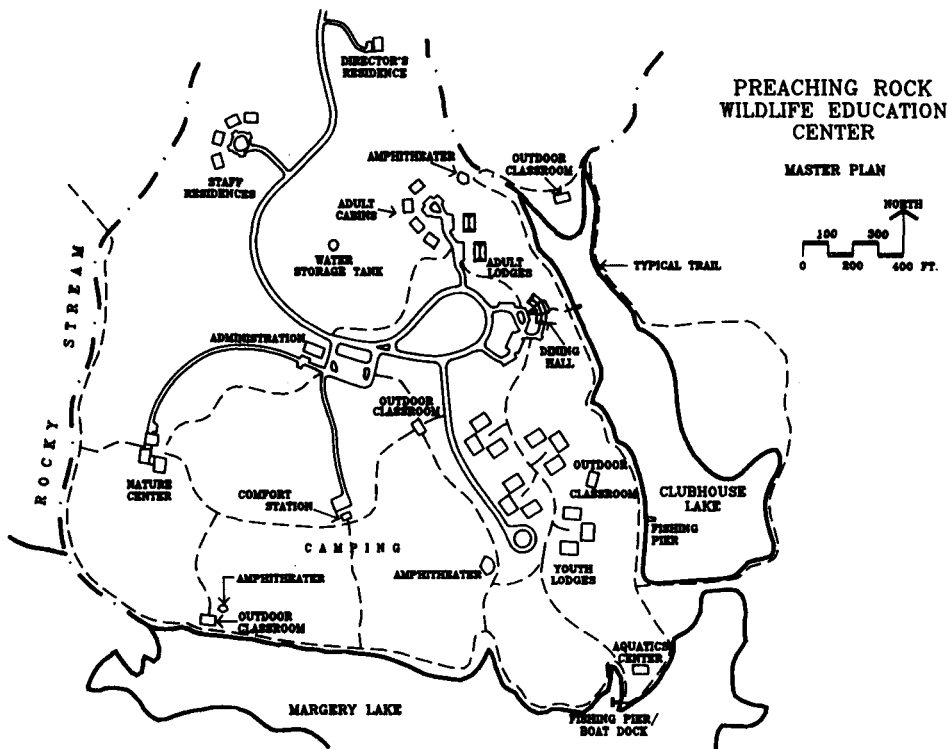 DIRECTOR'S
RESIDENCE
PREACHING ROCK
WILDLIFE EDUCATION
CENTER
MASTER PLAN
NORTH
100 300
0 200 400 FT.
STAFF
RESIDENCES
AMPHITHEATER
OUTDOOR
CLASSROOM
ADULT
CABINS
WATER
STORAGE TANK
ADULT
LODGES
TYPICAL TRAIL
ROCKY STREAM
ADMINISTRATION
DINING
HALL
OUTDOOR
CLASSROOM
NATURE
CENTER
COMFORT
STATION
OUTDOOR
CLASSROOM
CLUBHOUSE
LAKE
FISHING
PIER
CAMPING
AMPHITHEATER
YOUTH
LODGES
AMPHITHEATER
OUTDOOR
CLASSROOM
AQUATICS
CENTER
MARGERY LAKE
FISHING PIER/
BOAT DOCK